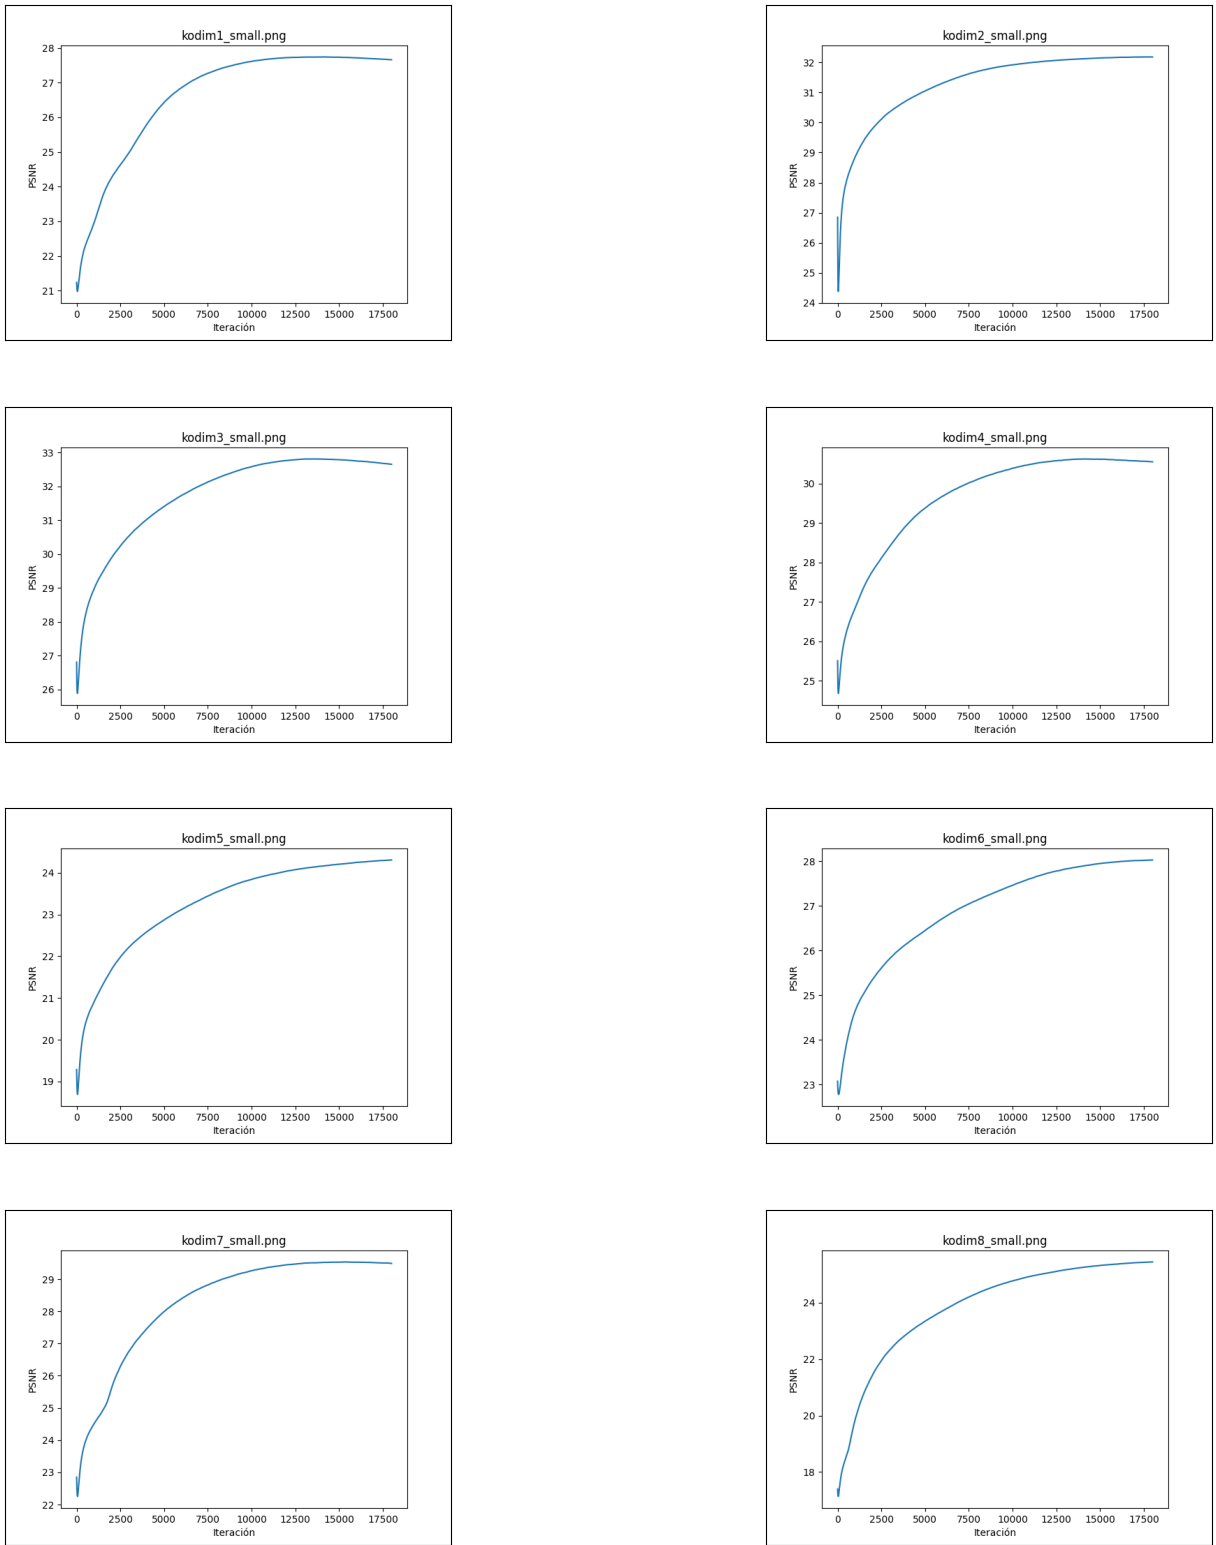 kodim1_small.png
28
27
26
25
24
23
22
21
PSNR
0 2500 5000 7500 10000 12500 15000 17500
Iteración
kodim2_small.png
32
31
30
29
28
27
26
25
24
PSNR
0 2500 5000 7500 10000 12500 15000 17500
Iteración
kodim3_small.png
33
32
31
30
29
28
27
26
PSNR
0 2500 5000 7500 10000 12500 15000 17500
Iteración
kodim4_small.png
30
29
28
27
26
25
PSNR
0 2500 5000 7500 10000 12500 15000 17500
Iteración
kodim5_small.png
24
23
22
21
20
19
PSNR
0 2500 5000 7500 10000 12500 15000 17500
Iteración
kodim6_small.png
28
27
26
25
24
23
PSNR
0 2500 5000 7500 10000 12500 15000 17500
Iteración
kodim7_small.png
29
28
27
26
25
24
23
22
PSNR
0 2500 5000 7500 10000 12500 15000 17500
Iteración
kodim8_small.png
24
22
20
18
PSNR
0 2500 5000 7500 10000 12500 15000 17500
Iteración